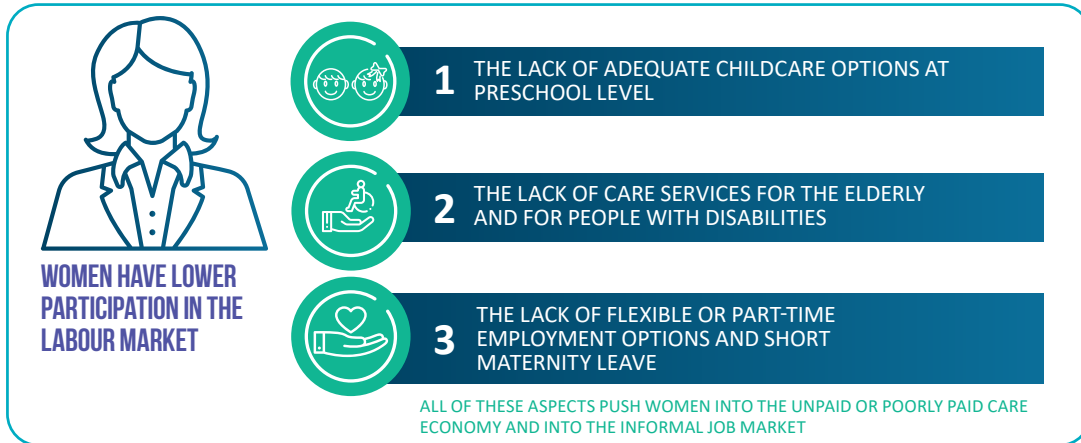 WOMEN HAVE LOWER
PARTICIPATION IN THE
LABOUR MARKET
1
THE LACK OF ADEQUATE CHILDCARE OPTIONS AT
PRESCHOOL LEVEL
2
THE LACK OF CARE SERVICES FOR THE ELDERLY
AND FOR PEOPLE WITH DISABILITIES
3
THE LACK OF FLEXIBLE OR PART-TIME
EMPLOYMENT OPTIONS AND SHORT
MATERNITY LEAVE
ALL OF THESE ASPECTS PUSH WOMEN INTO THE UNPAID OR POORLY PAID CARE
ECONOMY AND INTO THE INFORMAL JOB MARKET